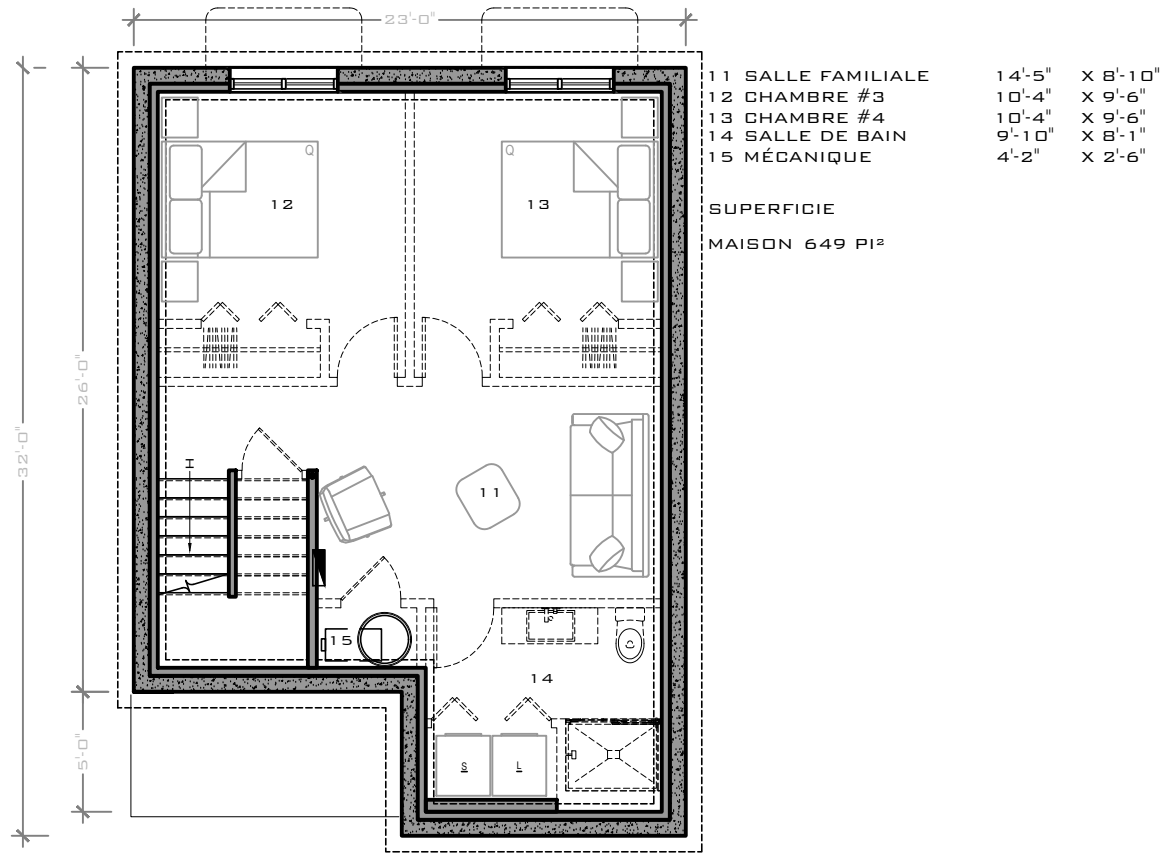 23'-0"
11 SALLE FAMILIALE 14'-5" X 8'-10"
12 CHAMBRE #3 10'-4" X 9'-6"
13 CHAMBRE #4 10'-4" X 9'-6"
14 SALLE DE BAIN 9'-10" X 8'-1"
15 MÉCANIQUE 4'-2" X 2'-6"
SUPERFICIE
MAISON 649 PI²
Q
Q
12
13
26'-0"
32'-0"
H
11
15
14
5'-0"
S
L